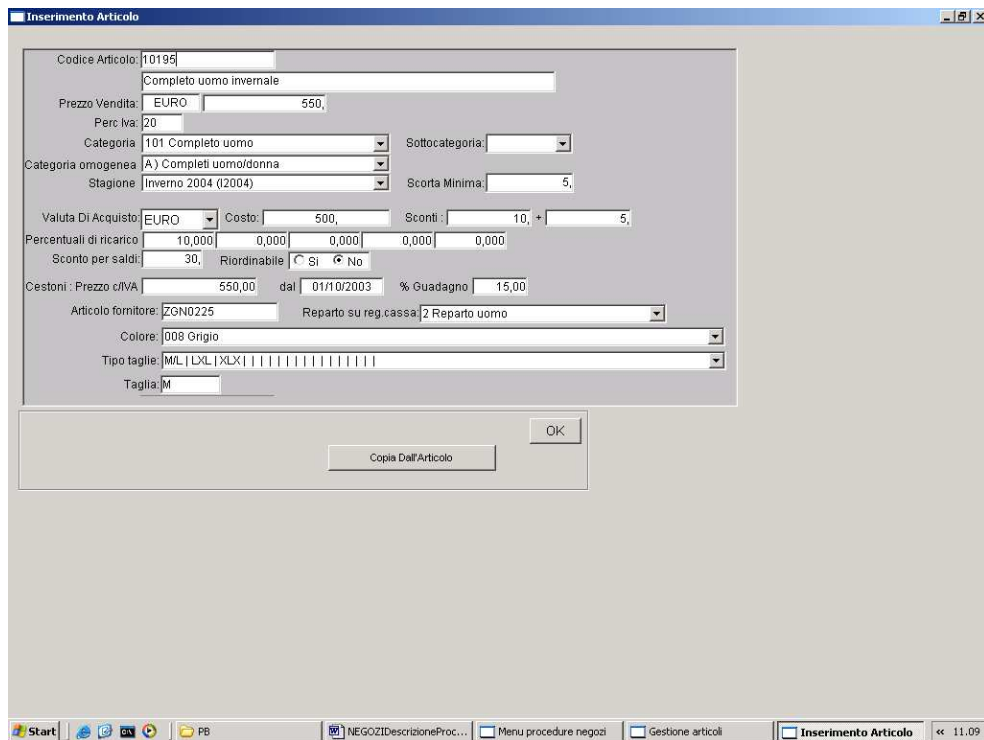 Inserimento Articolo
Codice Articolo: 10195
Completo uomo invernale
Prezzo Vendita: EURO 550,
Perc Iva: 20
Categoria 101 Completo uomo Sottocategoria:
Categoria omogenea A ) Completi uomo/donna
Stagione Inverno 2004 (I2004) Scorta Minima: 5,
Valuta Di Acquisto: EURO Costo: 500, Sconti : 10, + 5,
Percentuali di ricarico 10,000 0,000 0,000 0,000 0,000
Sconto per saldi: 30, Riordinabile Si No
Cestoni : Prezzo c/IVA 550,00 dal 01/10/2003 % Guadagno 15,00
Articolo fornitore: ZGN0225 Reparto su reg.cassa: 2 Reparto uomo
Colore: 008 Grigio
Tipo taglie: M/L | LXL | XLX | | | | | | | | | | | | | | | |
Taglia: M
OK
Copia Dall'Articolo
Start PB NEGOZIDescrizioneProc... Menu procedure negozi Gestione articoli Inserimento Articolo « 11.09